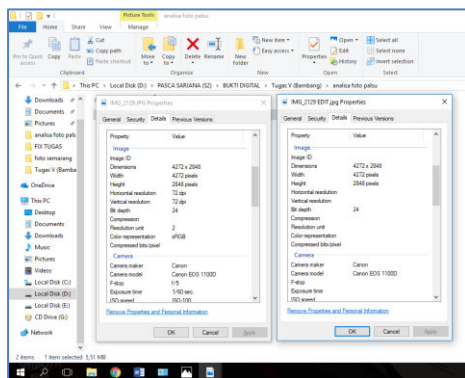 Picture Tools
analisa foto palsu
File
Home
Share
View
Manage
Pin to Quick access
Copy
Paste
Cut
Copy path
Paste shortcut
Move to
Copy to
Delete
Rename
New folder
New item
Easy access
Properties
Open
Edit
History
Select all
Select none
Invert selection
Clipboard
Organize
New
Open
Select
This PC > Local Disk (D:) > PASCA SARJANA (S2) > BUKTI DIGITAL > Tugas V (Bambang) > analisa foto palsu
Downloads
Documents
Pictures
analisa foto pals
FIX TUGAS
foto semarang
Tugas V (Bamba
OneDrive
This PC
Desktop
Documents
Downloads
Music
Pictures
Videos
Local Disk (C:)
Local Disk (D:)
Local Disk (E:)
CD Drive (G:)
Network
2 items
1 item selected 5,51 MB
IMG_2129.JPG Properties
General Security Details Previous Versions
Property Value
Image
Image ID
Dimensions 4272 x 2848
Width 4272 pixels
Height 2848 pixels
Horizontal resolution 72 dpi
Vertical resolution 72 dpi
Bit depth 24
Compression
Resolution unit 2
Color representation sRGB
Compressed bits/pixel
Camera
Camera maker Canon
Camera model Canon EOS 1100D
F-stop f/5
Exposure time 1/60 sec.
ISO speed ISO-100
Remove Properties and Personal Information
OK Cancel Apply
IMG_2129 EDIT.jpg Properties
General Security Details Previous Versions
Property Value
Image
Image ID
Dimensions 4272 x 2848
Width 4272 pixels
Height 2848 pixels
Horizontal resolution
Vertical resolution
Bit depth 24
Compression
Resolution unit
Color representation
Compressed bits/pixel
Camera
Camera maker Canon
Camera model Canon EOS 1100D
F-stop
Exposure time
ISO speed
Remove Properties and Personal Information
OK Cancel Apply